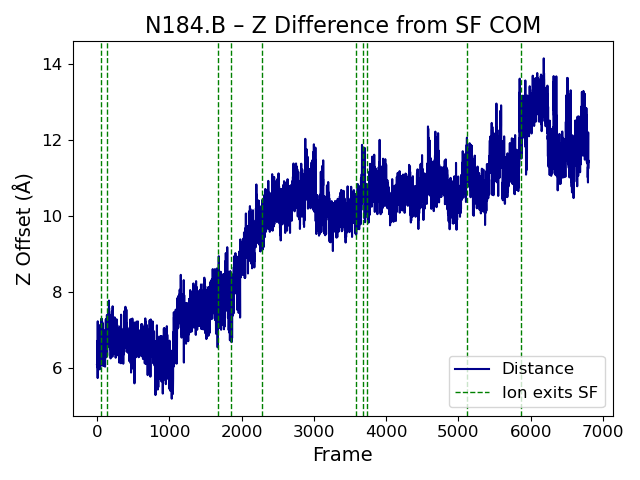 N184.B – Z Difference from SF COM
Z Offset (Å)
14
12
10
8
6
Distance
Ion exits SF
0 1000 2000 3000 4000 5000 6000 7000
Frame